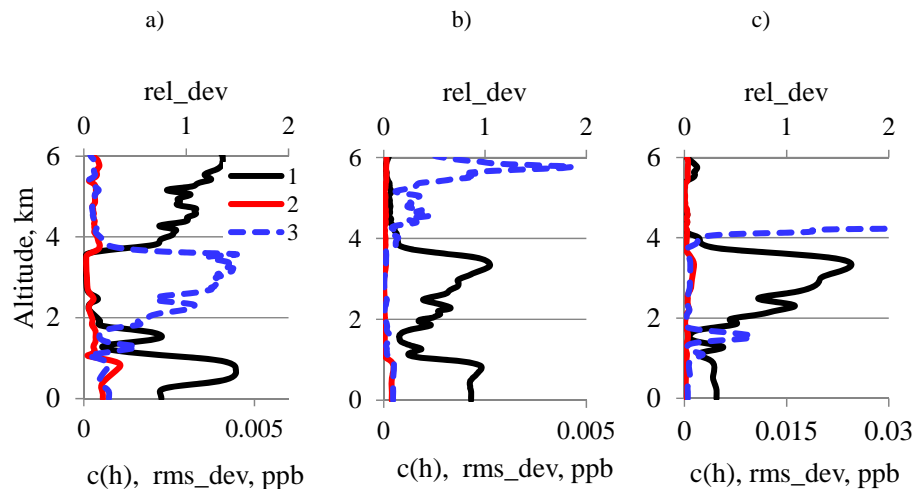 a) b) c)
rel_dev rel_dev rel_dev
0 1 2 0 1 2 0 1 2
6 6 6
1
2
3
4 4 4
2 2 2
0 0 0
Altitude, km
0 0.005 0 0.005 0 0.015 0.03
c(h), rms_dev, ppb c(h), rms_dev, ppb c(h), rms_dev, ppb